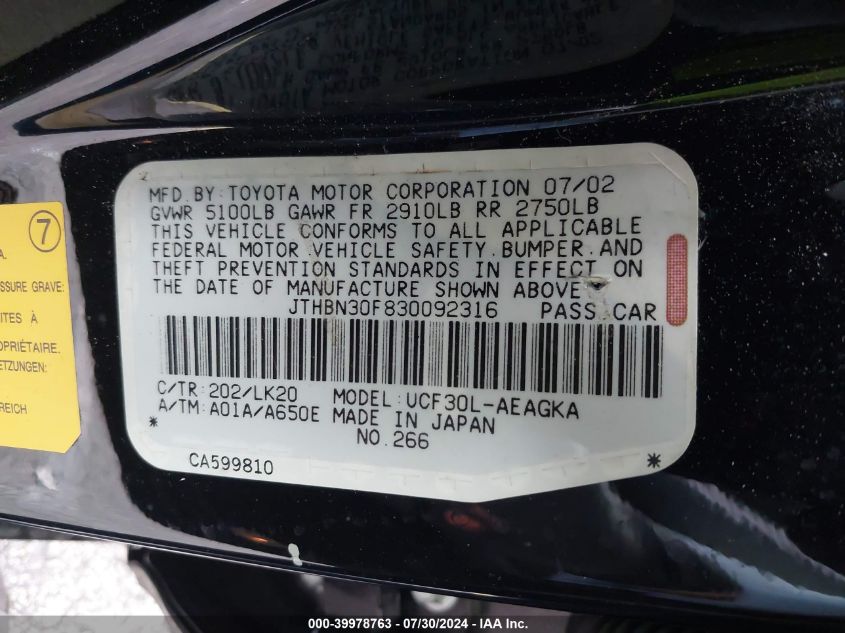 MFD. BY: TOYOTA MOTOR CORPORATION 07/02
GVWR 5100LB GAWR FR 2910LB RR 2750LB
THIS VEHICLE CONFORMS TO ALL APPLICABLE
FEDERAL MOTOR VEHICLE SAFETY, BUMPER, AND
THEFT PREVENTION STANDARDS IN EFFECT ON
THE DATE OF MANUFACTURE SHOWN ABOVE.
JTHBN30F830092316 PASS. CAR
C/TR: 202/LK20 MODEL: UCF30L-AEAGKA
A/TM: A01A/A650E MADE IN JAPAN
* NO. 266 *
CA599810
7
A.
SSURE GRAVE:
ITES À
OPRIÉTAIRE.
ETZUNGEN:
REICH
000-39978763 - 07/30/2024 - IAA Inc.